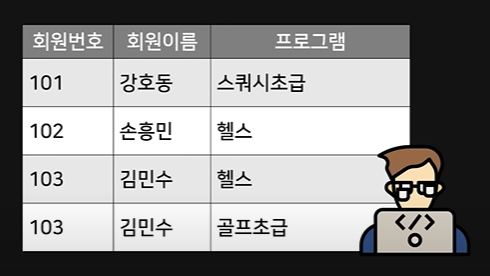 회원번호 회원이름 프로그램
101 강호동 스쿼시초급
102 손흥민 헬스
103 김민수 헬스
103 김민수 골프초급
</>